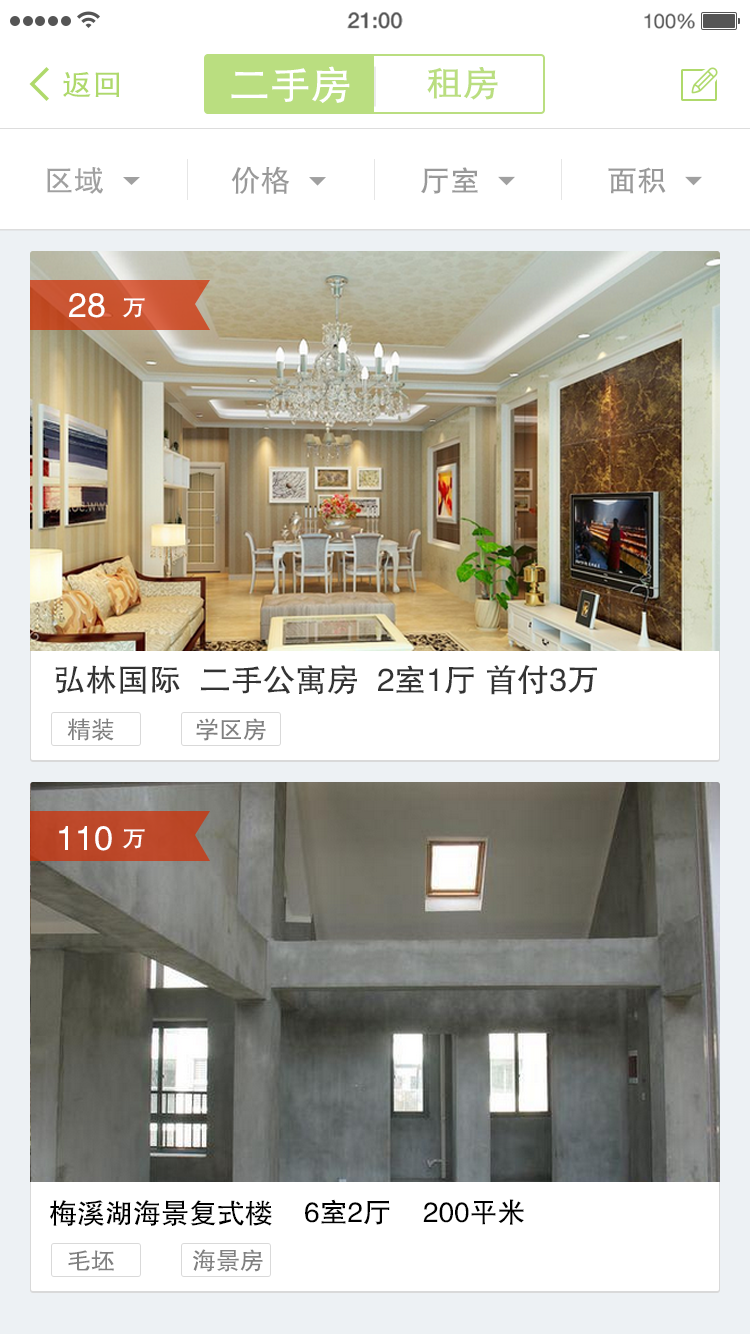 21:00 100%
返回 二手房 租房
区域 价格 厅室 面积
28 万
弘林国际 二手公寓房 2室1厅 首付3万
精装 学区房
110 万
梅溪湖海景复式楼 6室2厅 200平米
毛坯 海景房